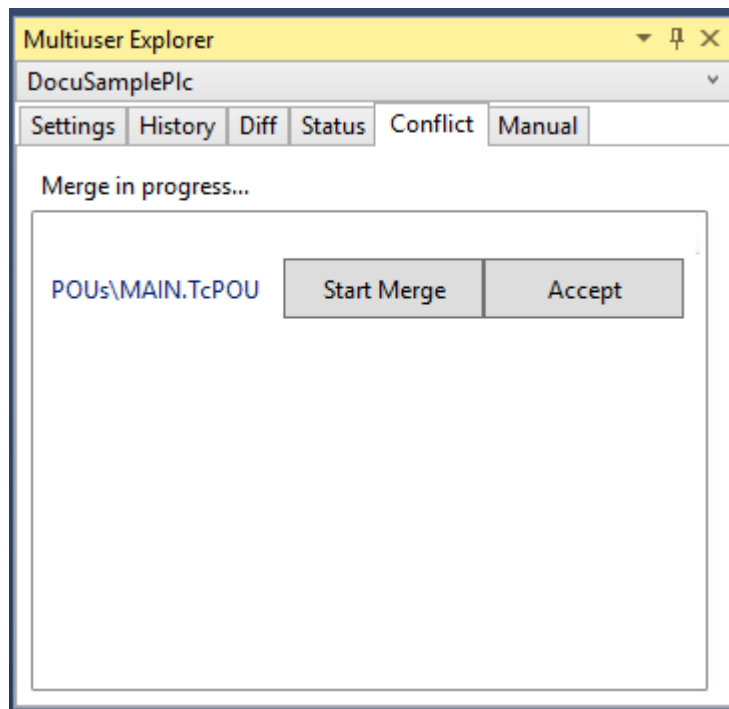 Multiuser Explorer
DocuSamplePlc
Settings History Diff Status Conflict Manual
Merge in progress...
POUs\MAIN.TcPOU Start Merge Accept